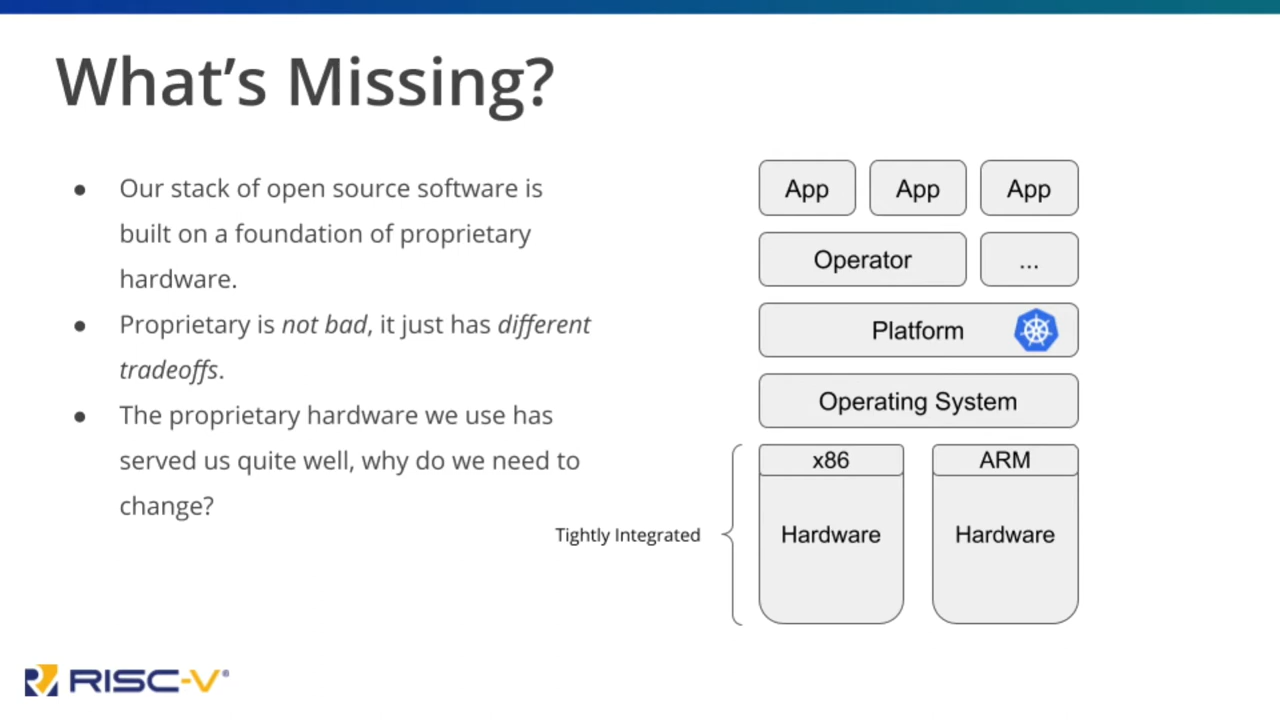 What's Missing?
● Our stack of open source software is
built on a foundation of proprietary
hardware.
● Proprietary is not bad, it just has different
tradeoffs.
● The proprietary hardware we use has
served us quite well, why do we need to
change?
App App App
Operator ...
Platform
Operating System
x86 ARM
Tightly Integrated Hardware Hardware
RISC-V®